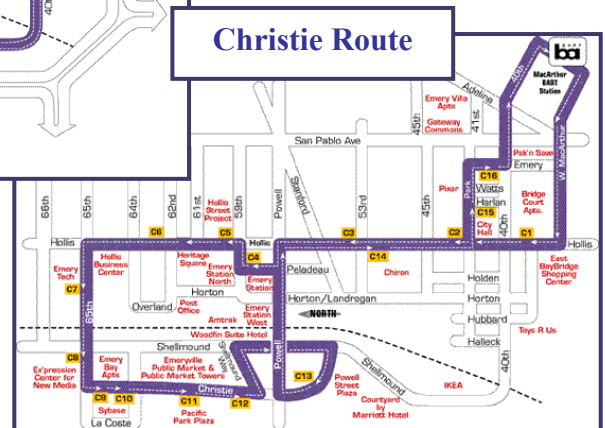 40th
Christie Route
BART
ba
MacArthur
BART
Station
40th
Adeline
W. MacArthur
Emery Villa
Apts
Gateway
Commons
45th
41st
San Pablo Ave
Pak'n Save
Emery
C16
Watts
Harlan
C15
City
Hall
40th
Bridge
Court
Apts.
Park
Pixar
66th
65th
64th
62nd
61st
59th
Powell
Stanford
53rd
45th
Hollis
Street
Project
C6
C5
C3
C2
C1
Hollis
Hollis
Hollis
C4
C14
Emery
Tech
C7
Hollis
Business
Center
Heritage
Square
Emery
Station
North
Emery
Station
Peladeau
Chiron
East
BayBridge
Shopping
Center
Holden
Horton
Horton/Landregan
Horton
Overland
Post
Office
Emery
Station
West
Amtrak
NORTH
Hubbard
Toys R Us
Halleck
65th
Woodfin Suite Hotel
Shellmound
Shellmound
Way
Powell
40th
C8
Ex'pression
Center for
New Media
Emery
Bay
Apts
Emeryville
Public Market &
Public Market Towers
Christie
C13
Powell
Street
Plaza
Shellmound
IKEA
C9
C10
Sybase
C11
C12
Pacific
Park Plaza
Courtyard
by
Marriott Hotel
La Coste